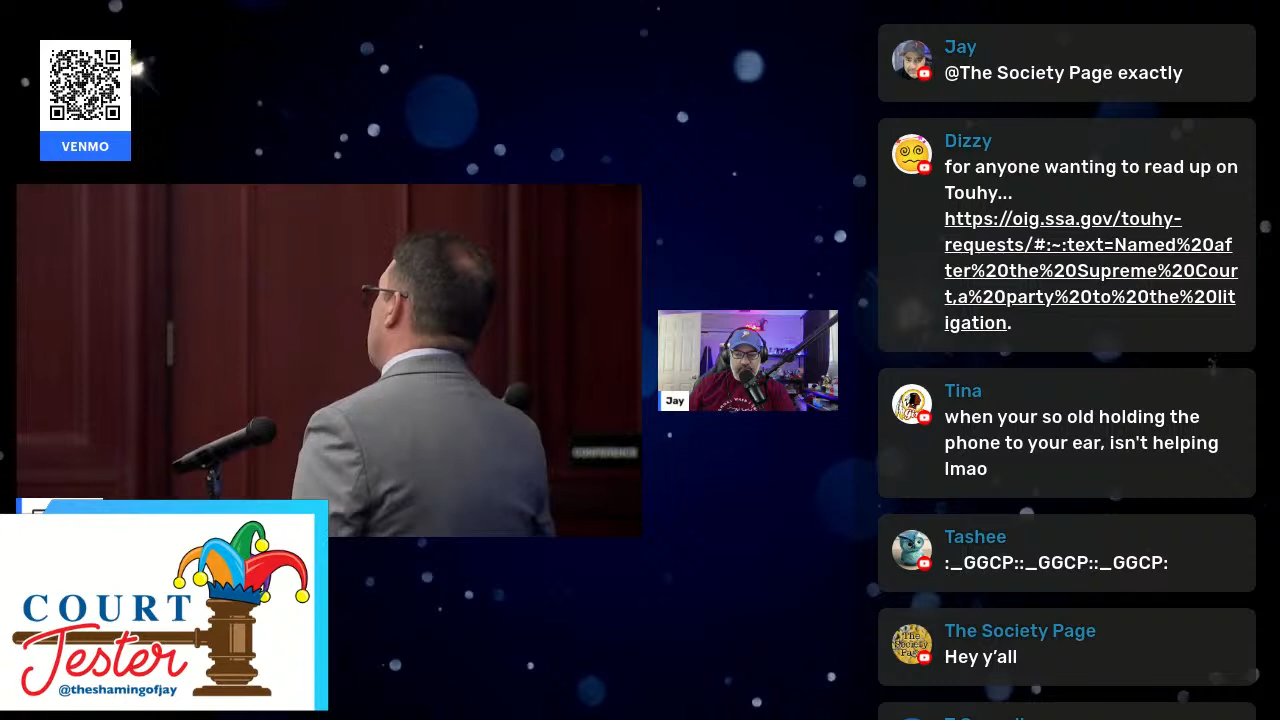 VENMO
Jay
@The Society Page exactly
Dizzy
for anyone wanting to read up on
Touhy...
https://oig.ssa.gov/touhy-
requests/#:~:text=Named%20af
ter%20the%20Supreme%20Cour
t,a%20party%20to%20the%20lit
igation.
Tina
when your so old holding the
phone to your ear, isn't helping
lmao
Tashee
:_GGCP::_GGCP::_GGCP:
The Society Page
Hey y’all
Jay
CONFERENCE
COURT
Jester
@theshamingofjay